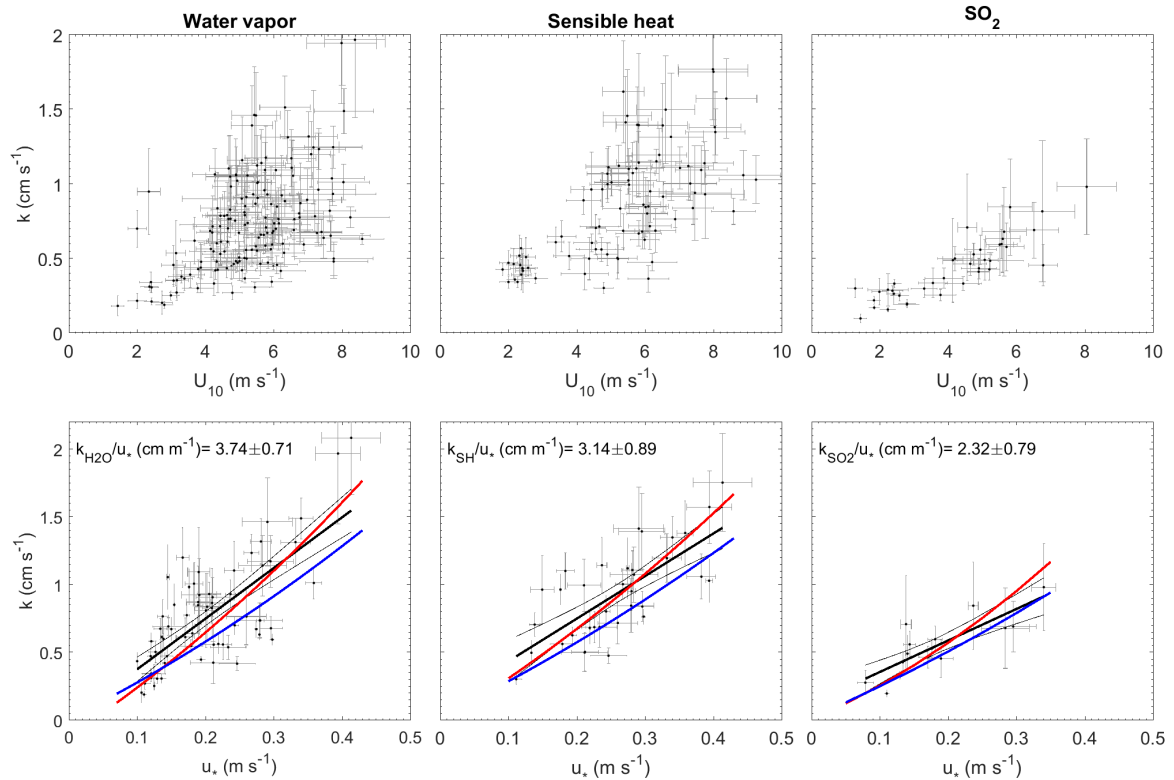 Water vapor
Sensible heat
SO2
2
1.5
1
0.5
0
k (cm s-1)
0 2 4 6 8 10
0 2 4 6 8 10
0 2 4 6 8 10
U10 (m s-1)
U10 (m s-1)
U10 (m s-1)
kH2O/u* (cm m-1)= 3.74±0.71
kSH/u* (cm m-1)= 3.14±0.89
kSO2/u* (cm m-1)= 2.32±0.79
2
1.5
1
0.5
0
k (cm s-1)
0 0.1 0.2 0.3 0.4 0.5
0 0.1 0.2 0.3 0.4 0.5
0 0.1 0.2 0.3 0.4 0.5
u* (m s-1)
u* (m s-1)
u* (m s-1)